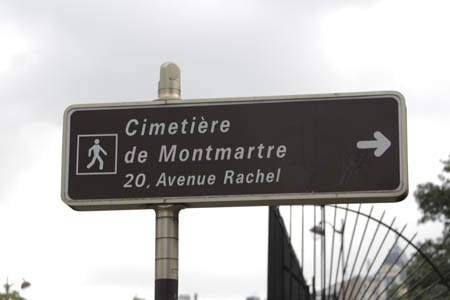 Cimetière
de Montmartre
20, Avenue Rachel